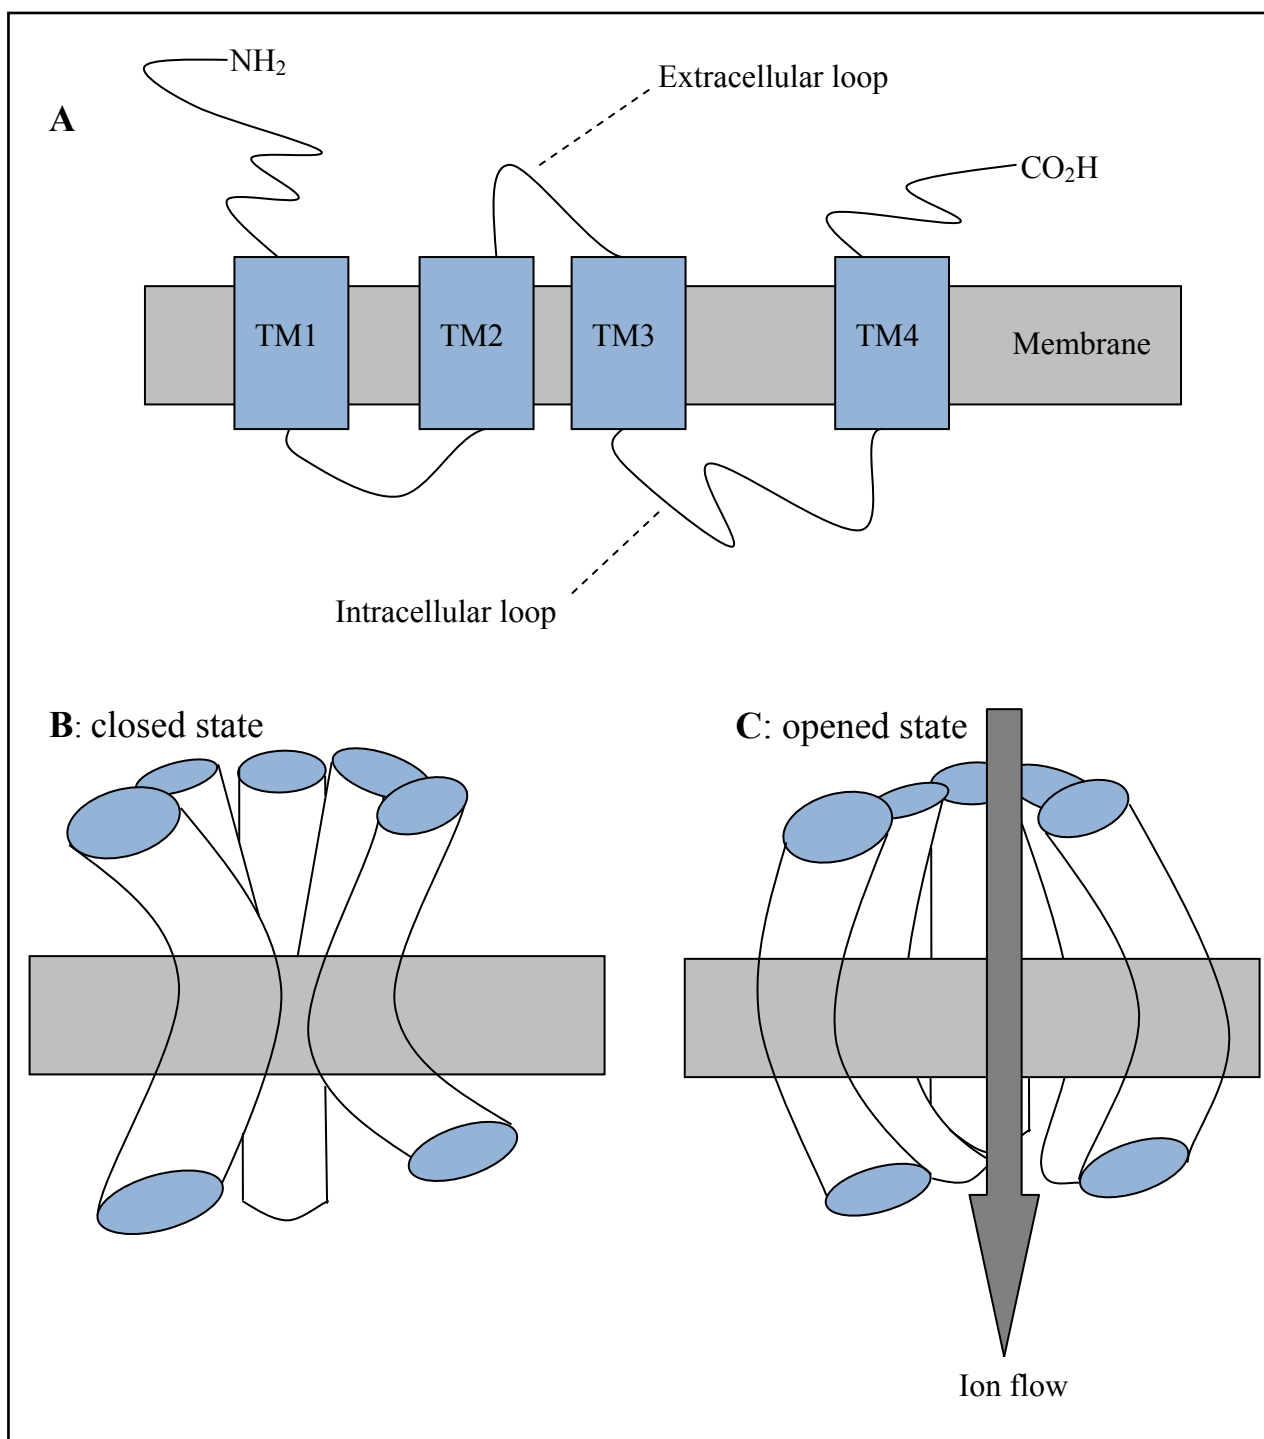 NH₂
Extracellular loop
A
CO₂H
TM1
TM2
TM3
TM4
Membrane
Intracellular loop
B: closed state
C: opened state
Ion flow